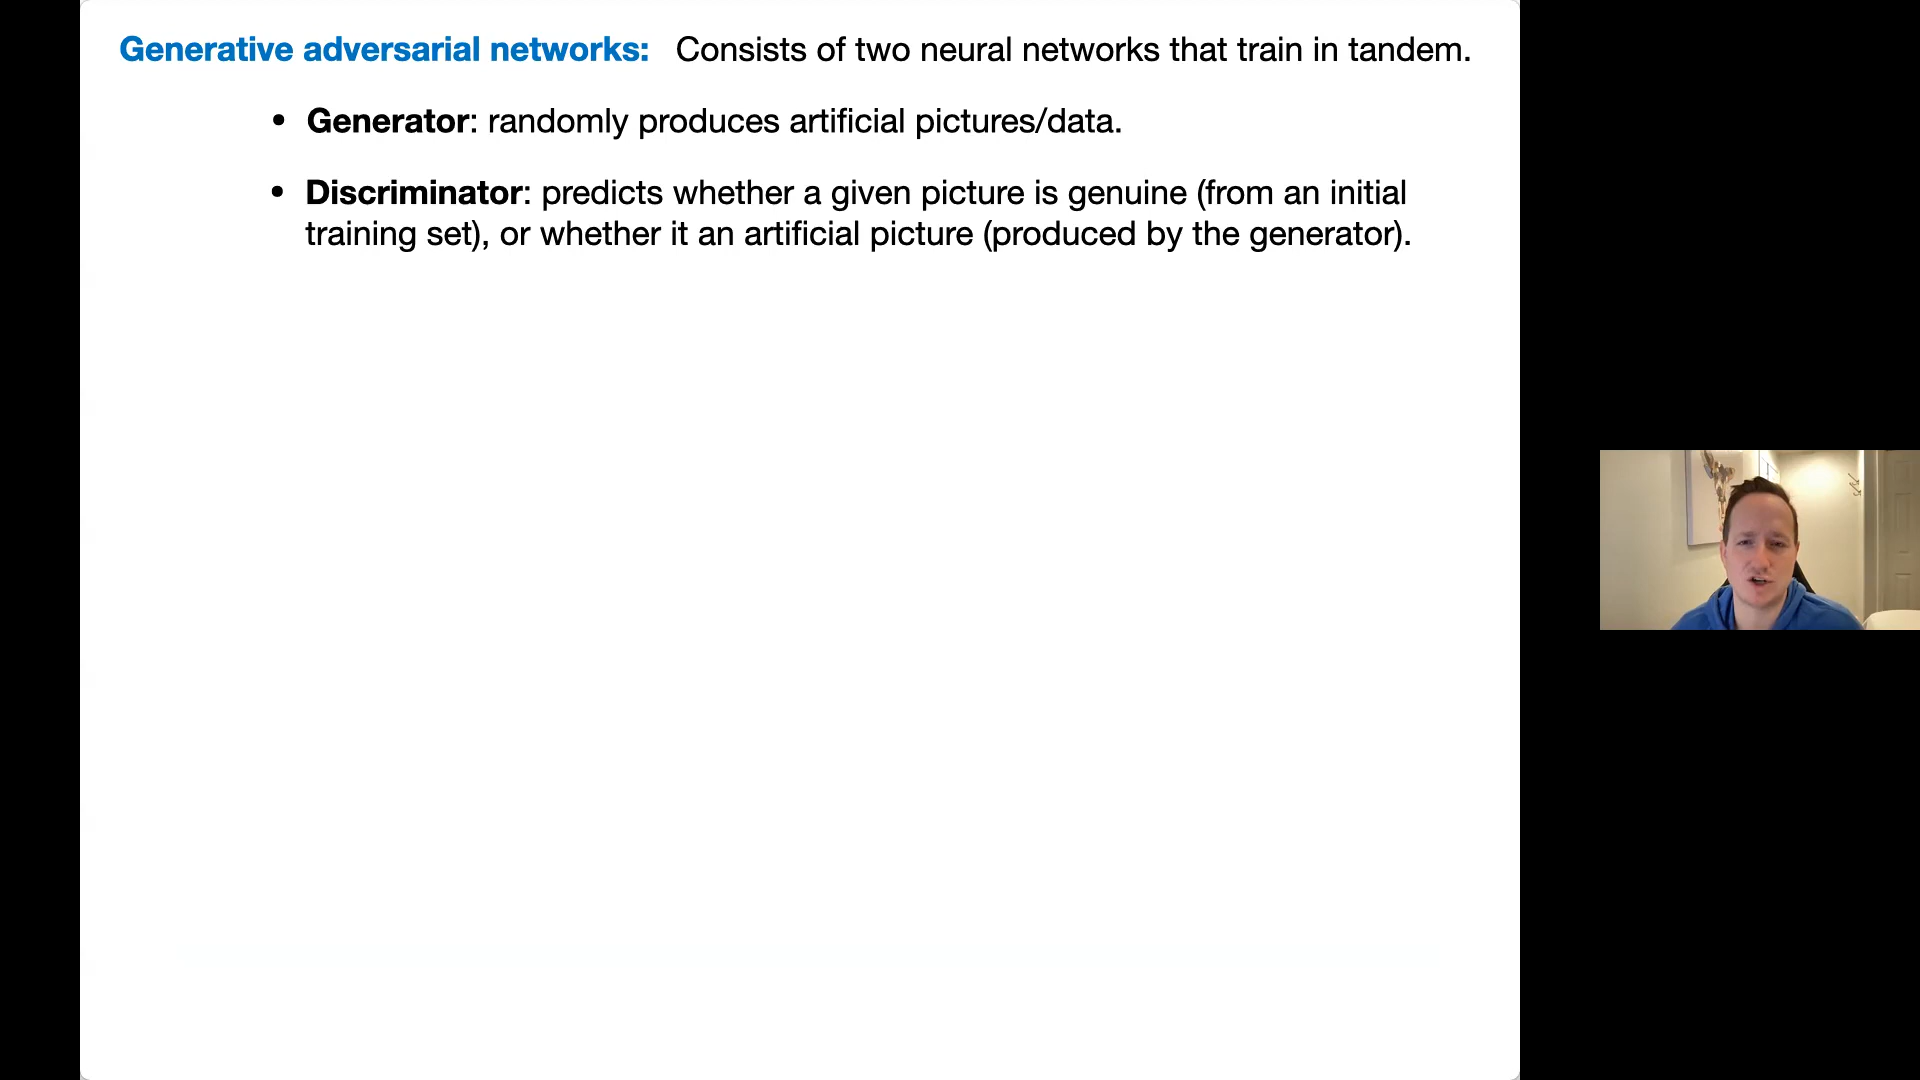 Generative adversarial networks: Consists of two neural networks that train in tandem.
• Generator: randomly produces artificial pictures/data.
• Discriminator: predicts whether a given picture is genuine (from an initial
training set), or whether it an artificial picture (produced by the generator).